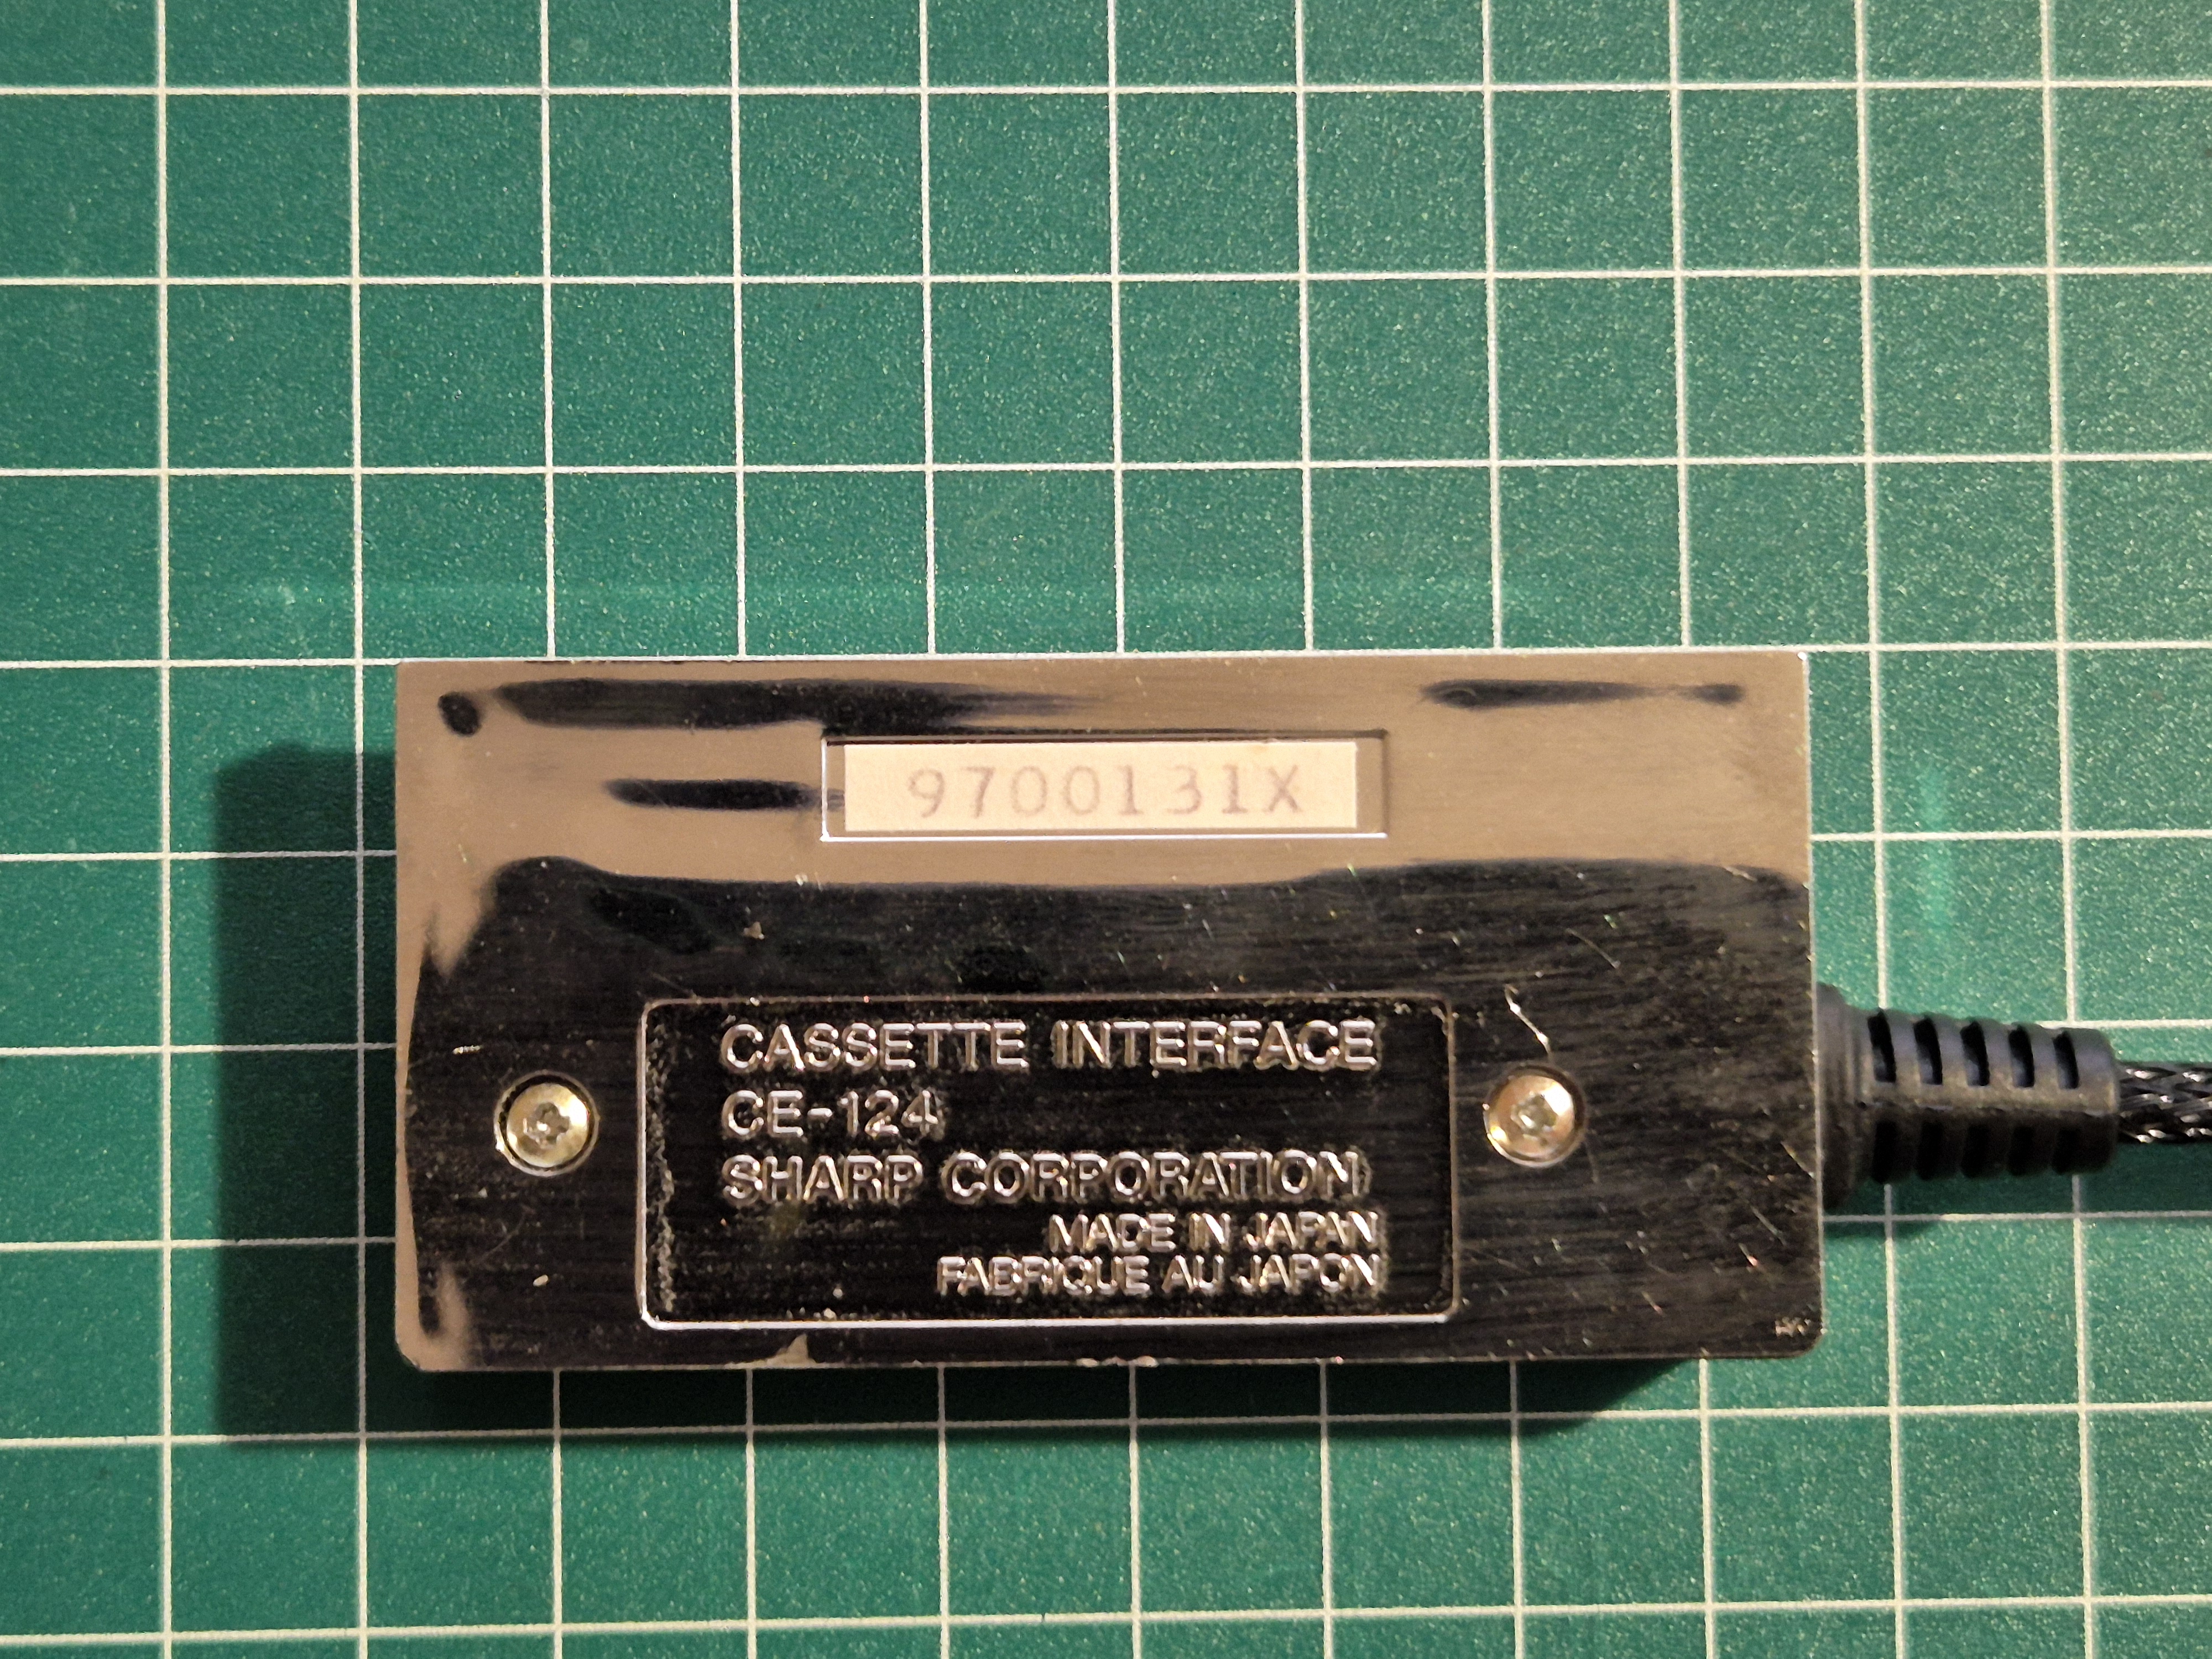 9700131X
CASSETTE INTERFACE
CE-124
SHARP CORPORATION
MADE IN JAPAN
FABRIQUE AU JAPON